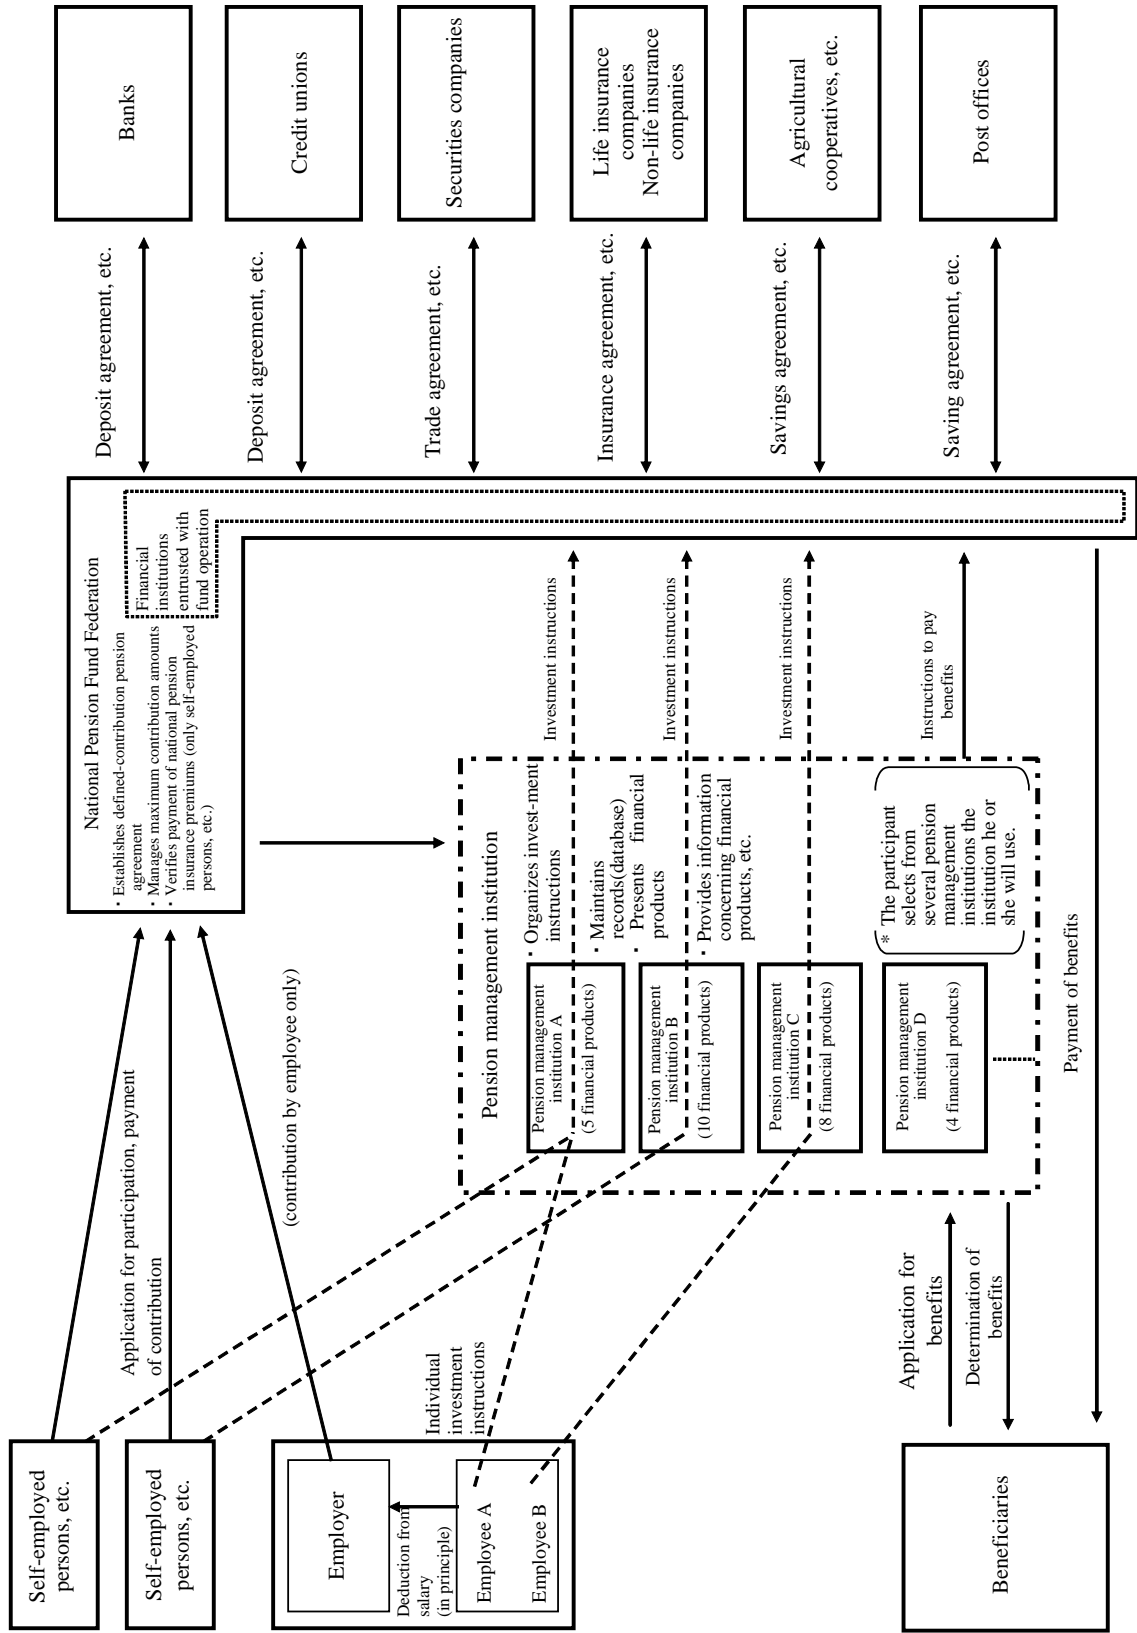 Self-employed
persons, etc.
Self-employed
persons, etc.
Employer
Deduction from
salary
(in principle)
Employee A
Employee B
Beneficiaries
Application for participation, payment
of contribution
(contribution by employee only)
Individual
investment
instructions
Application for
benefits
Determination of
benefits
Payment of benefits
National Pension Fund Federation
· Establishes defined-contribution pension
agreement
· Manages maximum contribution amounts
· Verifies payment of national pension
insurance premiums (only self-employed
persons, etc.)
Financial
institutions
entrusted with
fund operation
Pension management institution
Pension management
institution A
(5 financial products)
Pension management
institution B
(10 financial products)
Pension management
institution C
(8 financial products)
Pension management
institution D
(4 financial products)
· Organizes invest-ment
instructions
· Maintains
records(database)
· Presents financial
products
· Provides information
concerning financial
products, etc.
* The participant
selects from
several pension
management
institutions the
institution he or
she will use.
Investment instructions
Investment instructions
Investment instructions
Instructions to pay
benefits
Deposit agreement, etc.
Deposit agreement, etc.
Trade agreement, etc.
Insurance agreement, etc.
Savings agreement, etc.
Saving agreement, etc.
Banks
Credit unions
Securities companies
Life insurance
companies
Non-life insurance
companies
Agricultural
cooperatives, etc.
Post offices